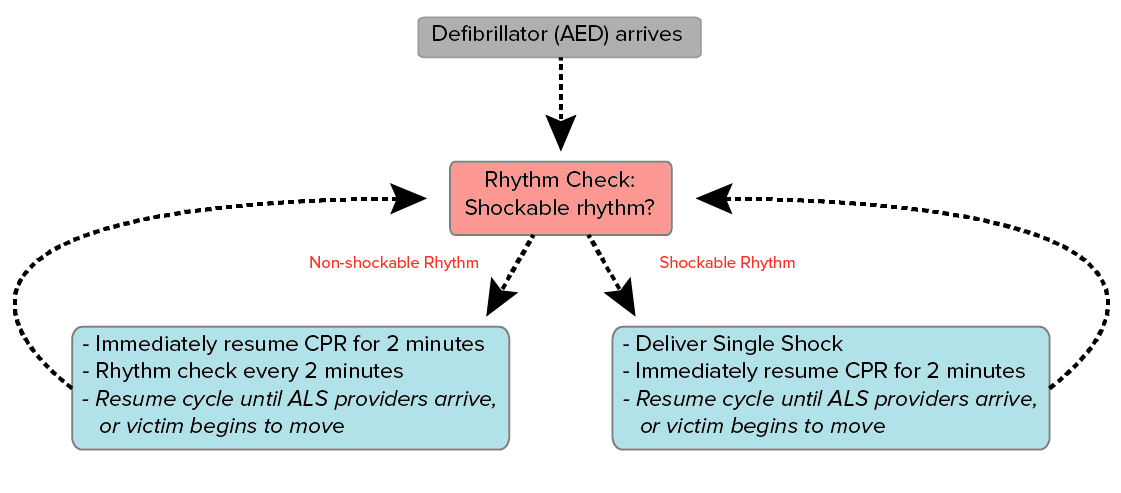 Defibrillator (AED) arrives
Rhythm Check:
Shockable rhythm?
Non-shockable Rhythm
Shockable Rhythm
- Immediately resume CPR for 2 minutes
- Rhythm check every 2 minutes
- Resume cycle until ALS providers arrive,
or victim begins to move
- Deliver Single Shock
- Immediately resume CPR for 2 minutes
- Resume cycle until ALS providers arrive,
or victim begins to move